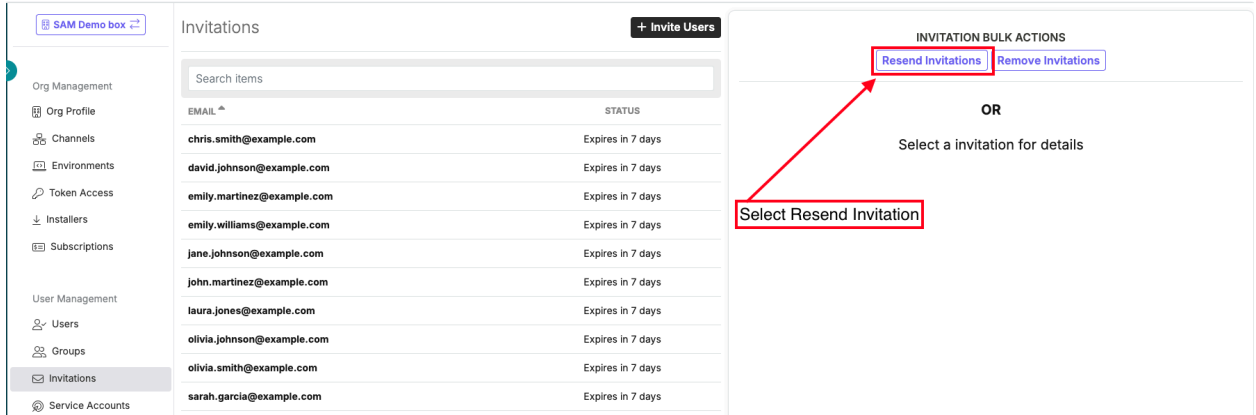 SAM Demo box
Org Management
Org Profile
Channels
Environments
Token Access
Installers
Subscriptions
User Management
Users
Groups
Invitations
Service Accounts
Invitations
+ Invite Users
Search items
EMAIL STATUS
chris.smith@example.com Expires in 7 days
david.johnson@example.com Expires in 7 days
emily.martinez@example.com Expires in 7 days
emily.williams@example.com Expires in 7 days
jane.johnson@example.com Expires in 7 days
john.martinez@example.com Expires in 7 days
laura.jones@example.com Expires in 7 days
olivia.johnson@example.com Expires in 7 days
olivia.smith@example.com Expires in 7 days
sarah.garcia@example.com Expires in 7 days
INVITATION BULK ACTIONS
Resend Invitations Remove Invitations
OR
Select a invitation for details
Select Resend Invitation